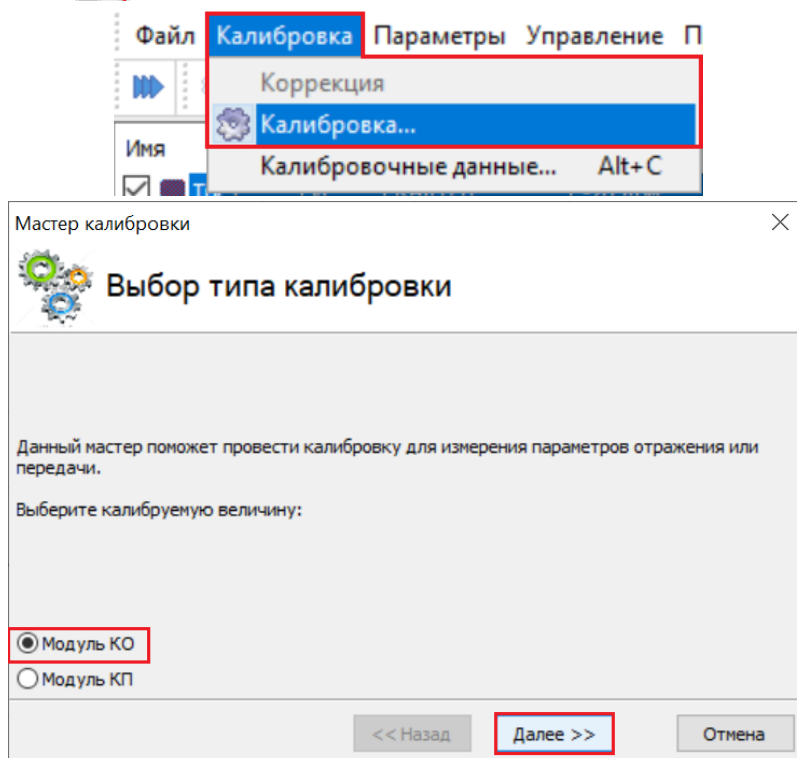 Файл Калибровка Параметры Управление П
Коррекция
Калибровка...
Имя
Калибровочные данные... Alt+C
Мастер калибровки
Выбор типа калибровки
Данный мастер поможет провести калибровку для измерения параметров отражения или
передачи.
Выберите калибруемую величину:
Модуль КО
Модуль КП
<< Назад Далее >> Отмена